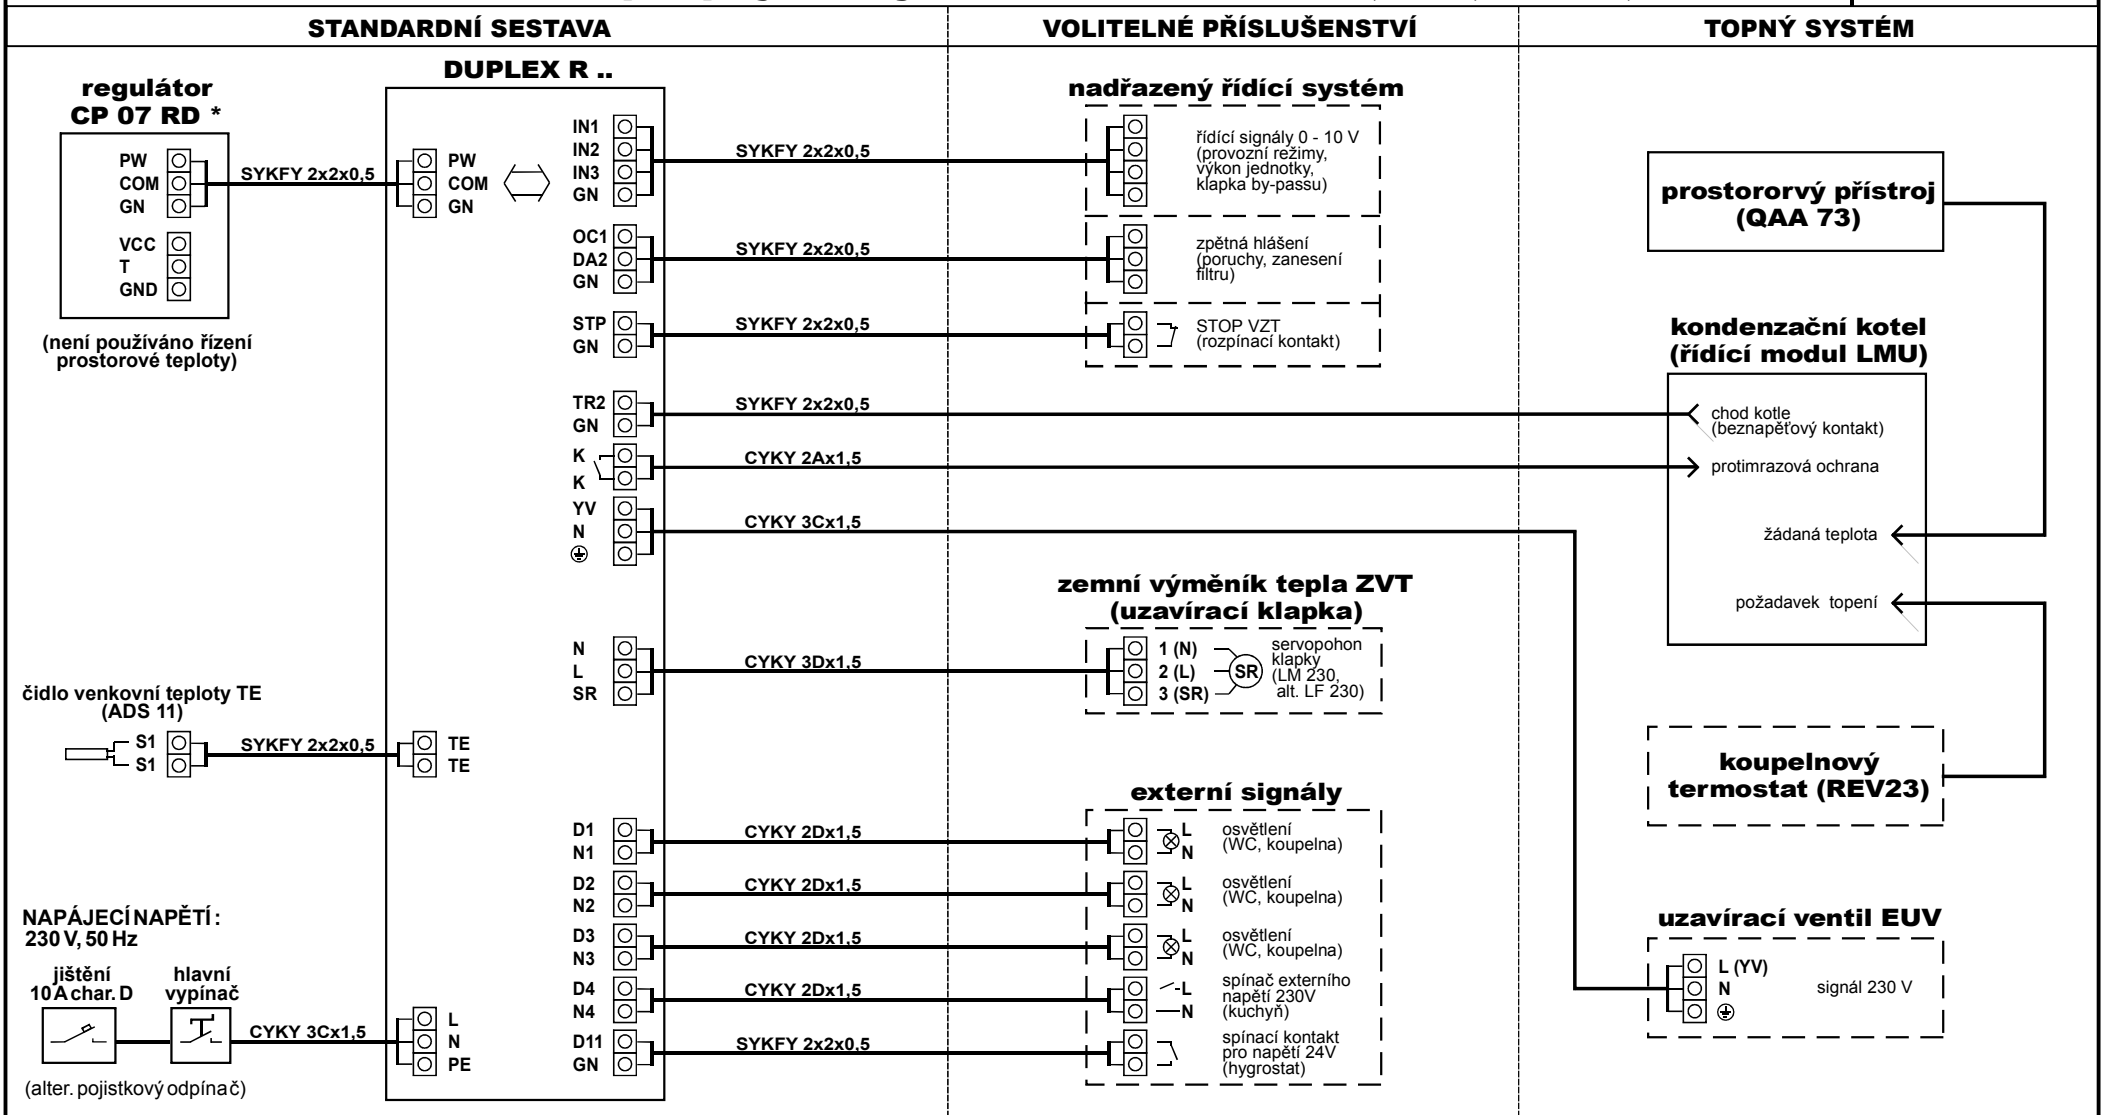 STANDARDNÍ SESTAVA
VOLITELNÉ PŘÍSLUŠENSTVÍ
TOPNÝ SYSTÉM
regulátor
CP 07 RD *
PW
COM
GN
VCC
T
GND
(není používáno řízení
prostorové teploty)
SYKFY 2x2x0,5
DUPLEX R ..
PW
COM
GN
IN1
IN2
IN3
GN
SYKFY 2x2x0,5
OC1
DA2
GN
SYKFY 2x2x0,5
STP
GN
SYKFY 2x2x0,5
TR2
GN
SYKFY 2x2x0,5
K
K
CYKY 2Ax1,5
YV
N
CYKY 3Cx1,5
N
L
SR
CYKY 3Dx1,5
čidlo venkovní teploty TE
(ADS 11)
S1
S1
SYKFY 2x2x0,5
TE
TE
D1
N1
CYKY 2Dx1,5
D2
N2
CYKY 2Dx1,5
D3
N3
CYKY 2Dx1,5
D4
N4
CYKY 2Dx1,5
D11
GN
SYKFY 2x2x0,5
NAPÁJECÍ NAPĚTÍ :
230 V, 50 Hz
jištění
10 A char. D
hlavní
vypínač
CYKY 3Cx1,5
L
N
PE
(alter. pojistkový odpínač)
nadřazený řídící systém
řídící signály 0 - 10 V
(provozní režimy,
výkon jednotky,
klapka by-passu)
zpětná hlášení
(poruchy, zanesení
filtru)
STOP VZT
(rozpínací kontakt)
zemní výměník tepla ZVT
(uzavírací klapka)
1 (N)
2 (L)
3 (SR)
SR
servopohon
klapky
(LM 230,
alt. LF 230)
externí signály
L
N
osvětlení
(WC, koupelna)
L
N
osvětlení
(WC, koupelna)
L
N
osvětlení
(WC, koupelna)
L
N
spínač externího
napětí 230V
(kuchyň)
spínací kontakt
pro napětí 24V
(hygrostat)
prostororvý přístroj
(QAA 73)
kondenzační kotel
(řídící modul LMU)
chod kotle
(beznapěťový kontakt)
protimrazová ochrana
žádaná teplota
požadavek topení
koupelnový
termostat (REV23)
uzavírací ventil EUV
L (YV)
N
signál 230 V